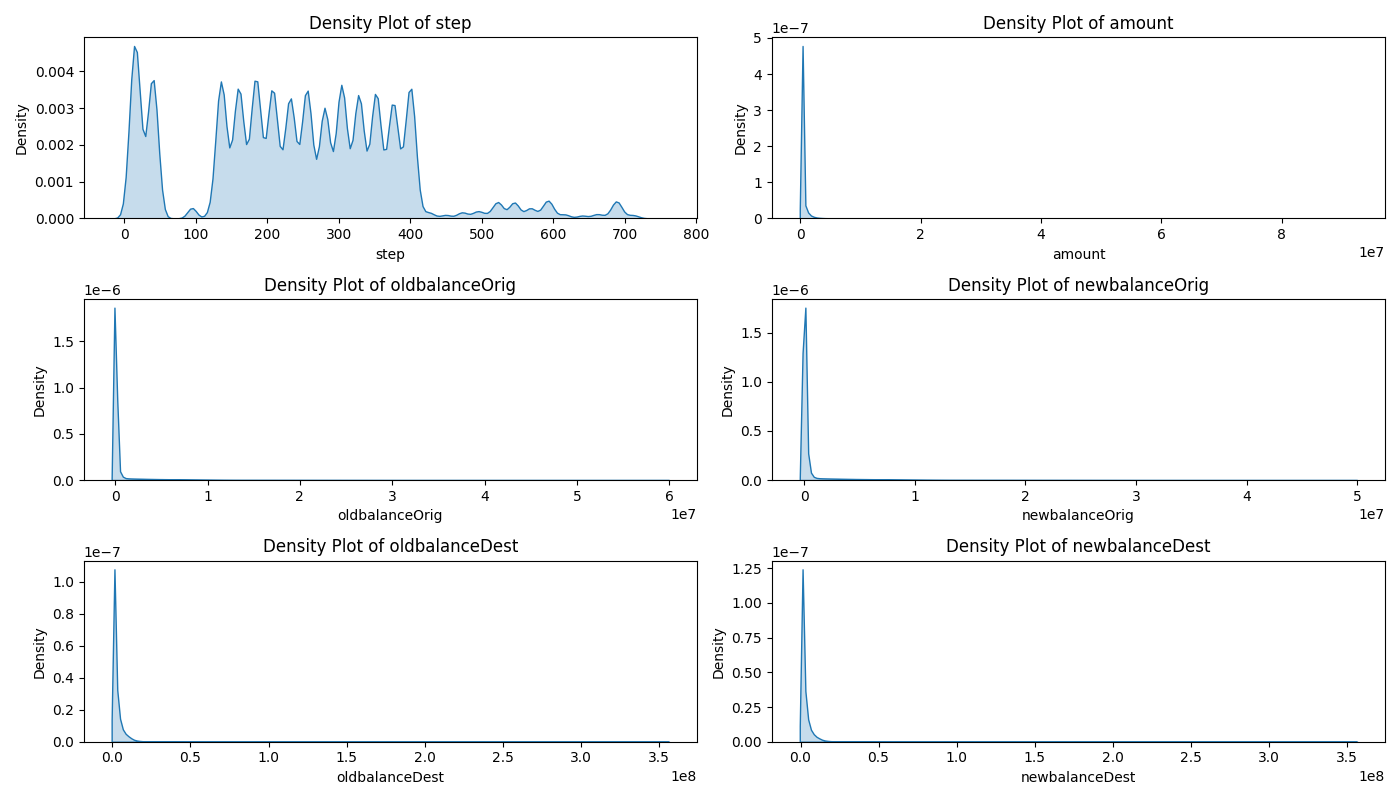 Density Plot of step
Density
0.004
0.003
0.002
0.001
0.000
0 100 200 300 400 500 600 700 800
step
Density Plot of amount
1e−7
Density
5
4
3
2
1
0
0 2 4 6 8
1e7
amount
Density Plot of oldbalanceOrig
1e−6
Density
1.5
1.0
0.5
0.0
0 1 2 3 4 5 6
1e7
oldbalanceOrig
Density Plot of newbalanceOrig
1e−6
Density
1.5
1.0
0.5
0.0
0 1 2 3 4 5
1e7
newbalanceOrig
Density Plot of oldbalanceDest
1e−7
Density
1.0
0.8
0.6
0.4
0.2
0.0
0.0 0.5 1.0 1.5 2.0 2.5 3.0 3.5
1e8
oldbalanceDest
Density Plot of newbalanceDest
1e−7
Density
1.25
1.00
0.75
0.50
0.25
0.00
0.0 0.5 1.0 1.5 2.0 2.5 3.0 3.5
1e8
newbalanceDest